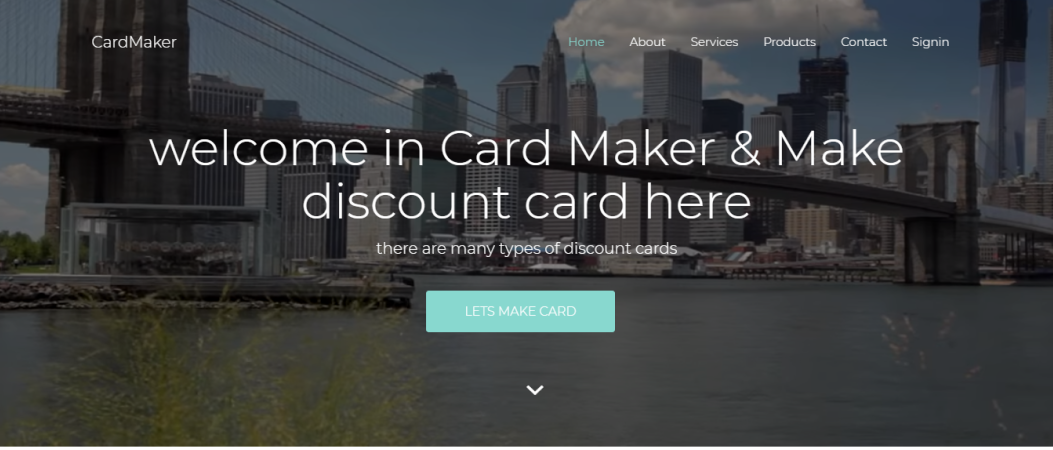 CardMaker
Home About Services Products Contact Signin
welcome in Card Maker & Make
discount card here
there are many types of discount cards
LETS MAKE CARD